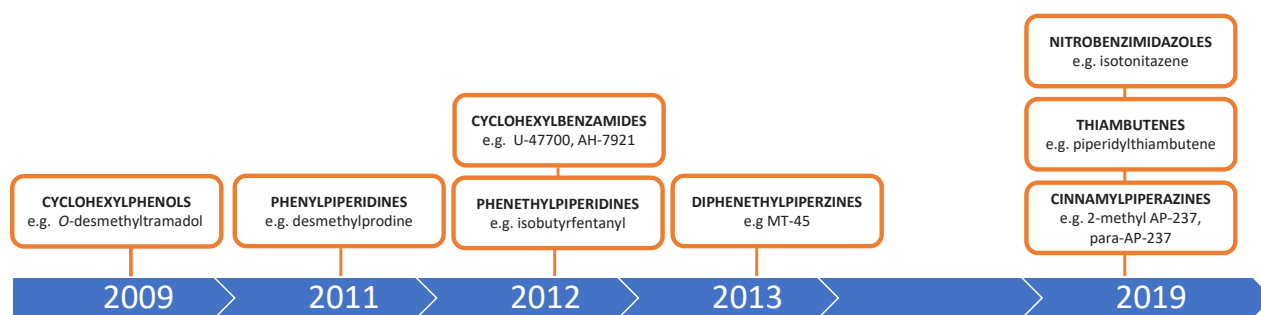 NITROBENZIMIDAZOLES
e.g. isotonitazene
CYCLOHEXYLBENZAMIDES
e.g. U-47700, AH-7921
THIAMBUTENES
e.g. piperidylthiambutene
CYCLOHEXYLPHENOLS
e.g. O-desmethyltramadol
PHENYLPIPERIDINES
e.g. desmethylprodine
PHENETHYLPIPERIDINES
e.g. isobutyrfentanyl
DIPHENETHYLPIPERZINES
e.g MT-45
CINNAMYLPIPERAZINES
e.g. 2-methyl AP-237,
para-AP-237
2009
2011
2012
2013
2019